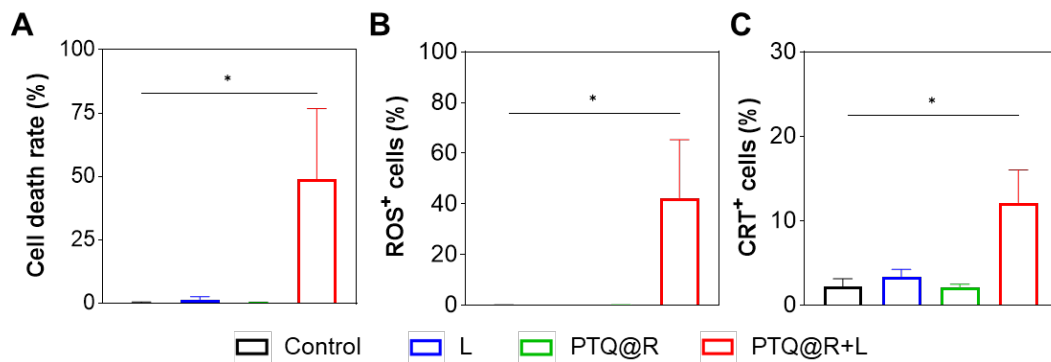 A
Cell death rate (%)
100
75
50
25
0
*
B
ROS+ cells (%)
100
80
60
40
20
0
*
C
CRT+ cells (%)
30
20
10
0
*
Control
L
PTQ@R
PTQ@R+L